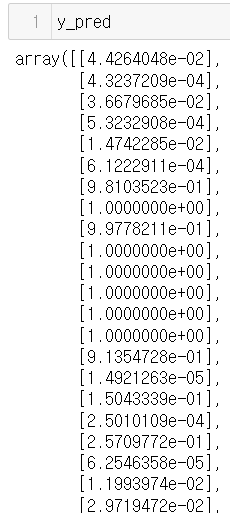 1 y_pred
array([[4.4264048e-02],
[4.3237209e-04],
[3.6679685e-02],
[5.3232908e-04],
[1.4742285e-02],
[6.1222911e-04],
[9.8103523e-01],
[1.0000000e+00],
[9.9778211e-01],
[1.0000000e+00],
[1.0000000e+00],
[1.0000000e+00],
[1.0000000e+00],
[1.0000000e+00],
[9.1354728e-01],
[1.4921263e-05],
[1.5043339e-01],
[2.5010109e-04],
[2.5709772e-01],
[6.2546358e-05],
[1.1993974e-02],
[2.9719472e-02],